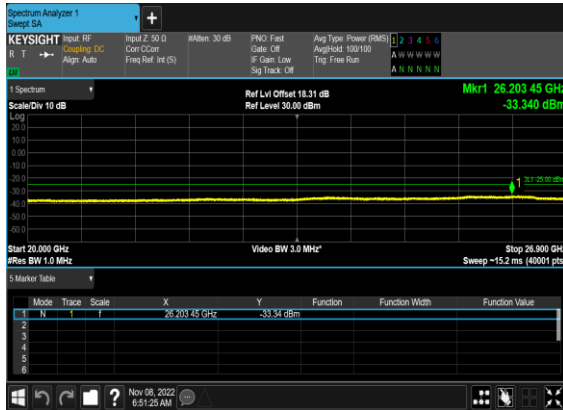 Spectrum Analyzer 1
Swept SA
+
KEYSIGHT
R T
LXI
Input: RF
Coupling: DC
Align: Auto
Input Z: 50 Ω
Corr CCorr
Freq Ref: Int (S)
#Atten: 30 dB
PNO: Fast
Gate: Off
IF Gain: Low
Sig Track: Off
Avg Type: Power (RMS)
Avg|Hold: 100/100
Trig: Free Run
1 2 3 4 5 6
A W W W W W
A N N N N N
1 Spectrum
Scale/Div 10 dB
Ref Lvl Offset 18.31 dB
Ref Level 30.00 dBm
Mkr1 26.203 45 GHz
-33.340 dBm
Log
20.0
10.0
0.00
-10.0
-20.0
-30.0
-40.0
-50.0
-60.0
1
DL1 -25.00 dBm
Start 20.000 GHz
#Res BW 1.0 MHz
Video BW 3.0 MHz*
Stop 26.900 GHz
Sweep ~15.2 ms (40001 pts)
5 Marker Table
Mode Trace Scale X Y Function Function Width Function Value
1 N 1 f 26.203 45 GHz -33.34 dBm
2
3
4
5
6
?
Nov 08, 2022
6:51:25 AM